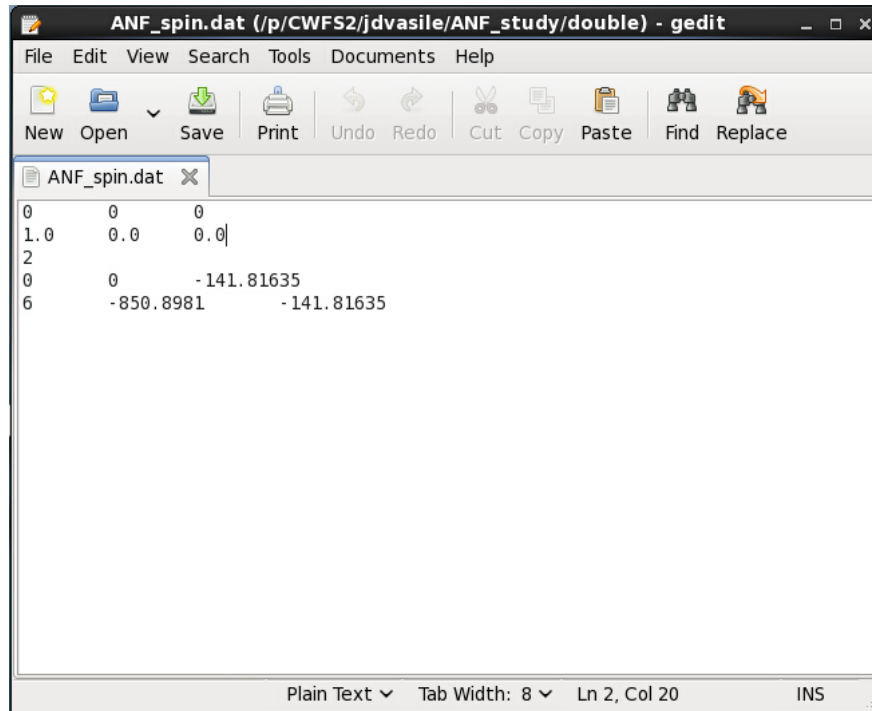 ANF_spin.dat (/p/CWFS2/jdvasile/ANF_study/double) - gedit
File Edit View Search Tools Documents Help
New Open Save Print Undo Redo Cut Copy Paste Find Replace
ANF_spin.dat
0 0 0
1.0 0.0 0.0
2
0 0 -141.81635
6 -850.8981 -141.81635
Plain Text Tab Width: 8 Ln 2, Col 20 INS